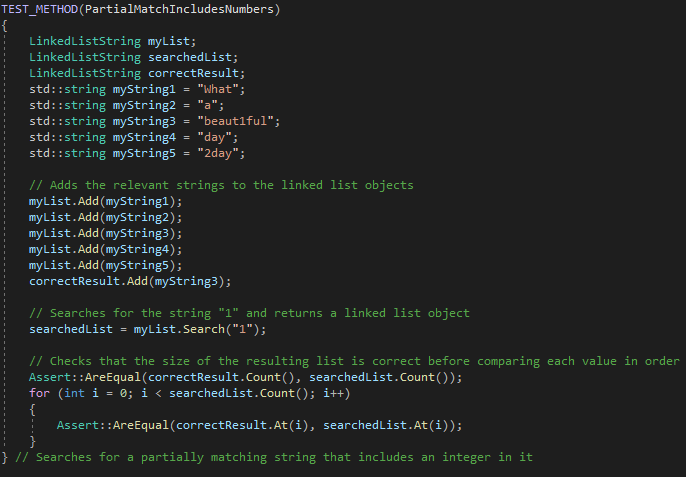 TEST_METHOD(PartialMatchIncludesNumbers)
{
LinkedListString myList;
LinkedListString searchedList;
LinkedListString correctResult;
std::string myString1 = "What";
std::string myString2 = "a";
std::string myString3 = "beaut1ful";
std::string myString4 = "day";
std::string myString5 = "2day";
// Adds the relevant strings to the linked list objects
myList.Add(myString1);
myList.Add(myString2);
myList.Add(myString3);
myList.Add(myString4);
myList.Add(myString5);
correctResult.Add(myString3);
// Searches for the string "1" and returns a linked list object
searchedList = myList.Search("1");
// Checks that the size of the resulting list is correct before comparing each value in order
Assert::AreEqual(correctResult.Count(), searchedList.Count());
for (int i = 0; i < searchedList.Count(); i++)
{
Assert::AreEqual(correctResult.At(i), searchedList.At(i));
}
} // Searches for a partially matching string that includes an integer in it